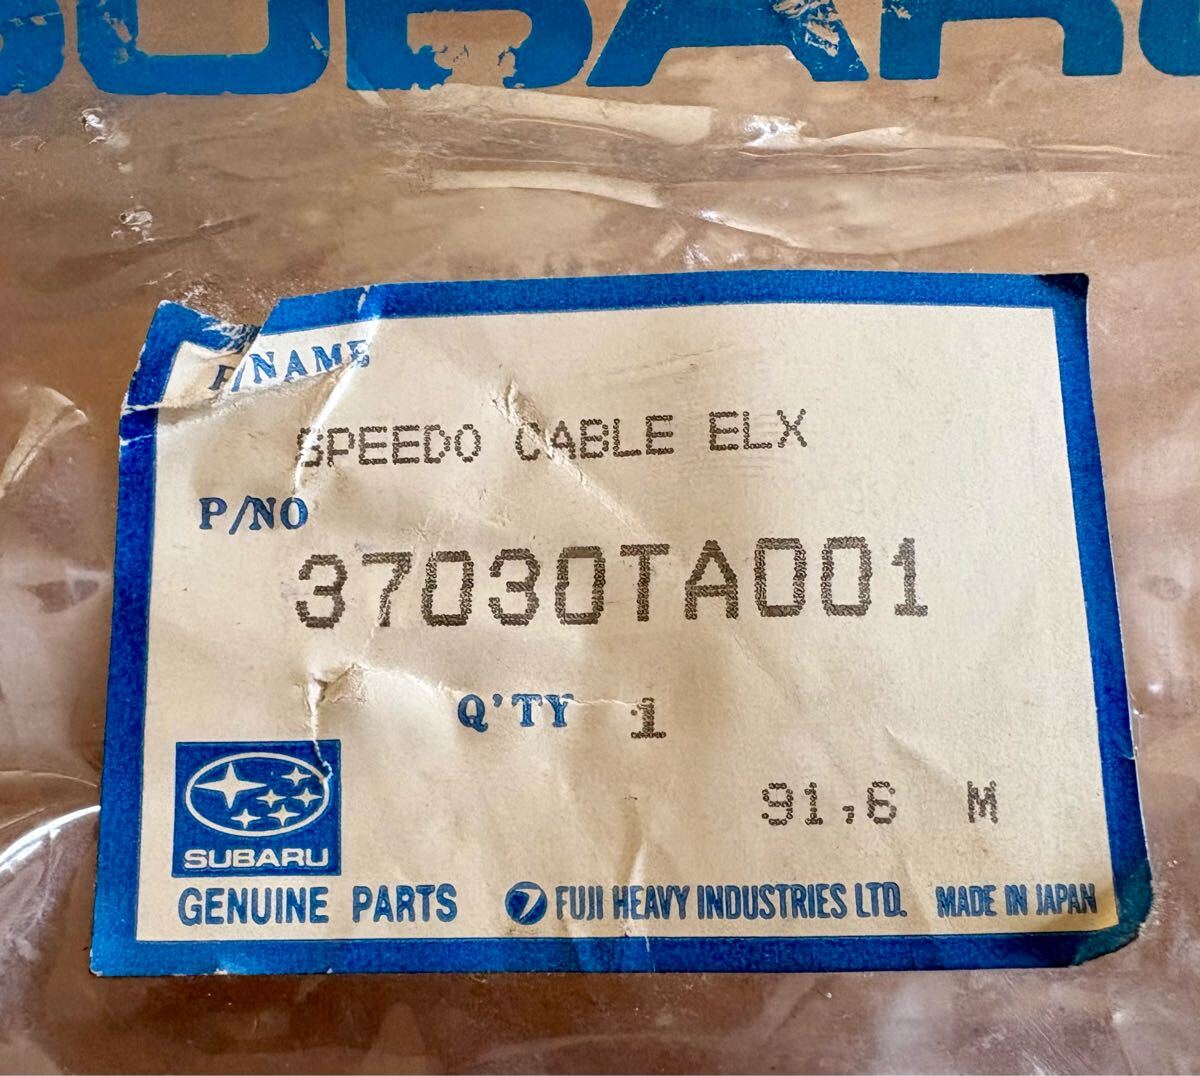 SUBARU
P/NAME
SPEEDO CABLE ELX
P/NO
37030TA001
Q'TY 1
91.6 M
SUBARU
GENUINE PARTS FUJI HEAVY INDUSTRIES LTD. MADE IN JAPAN